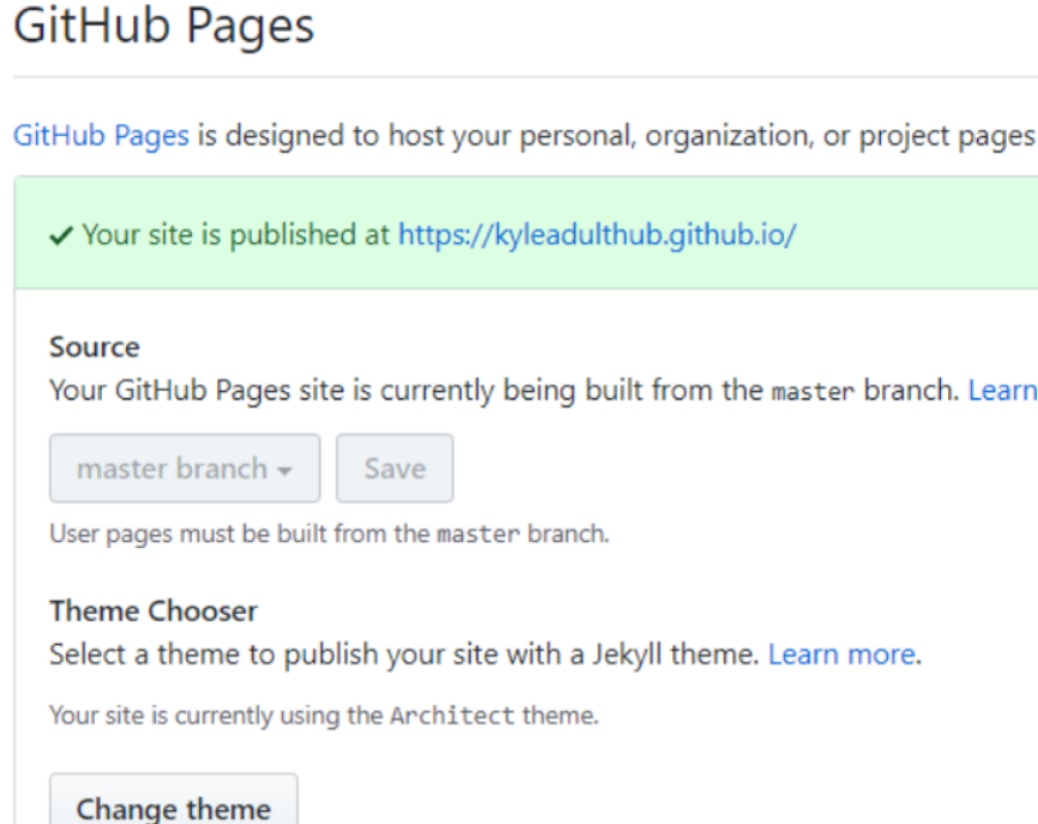 GitHub Pages
GitHub Pages is designed to host your personal, organization, or project pages
✓ Your site is published at https://kyleadulthub.github.io/
Source
Your GitHub Pages site is currently being built from the master branch. Learn
master branch Save
User pages must be built from the master branch.
Theme Chooser
Select a theme to publish your site with a Jekyll theme. Learn more.
Your site is currently using the Architect theme.
Change theme